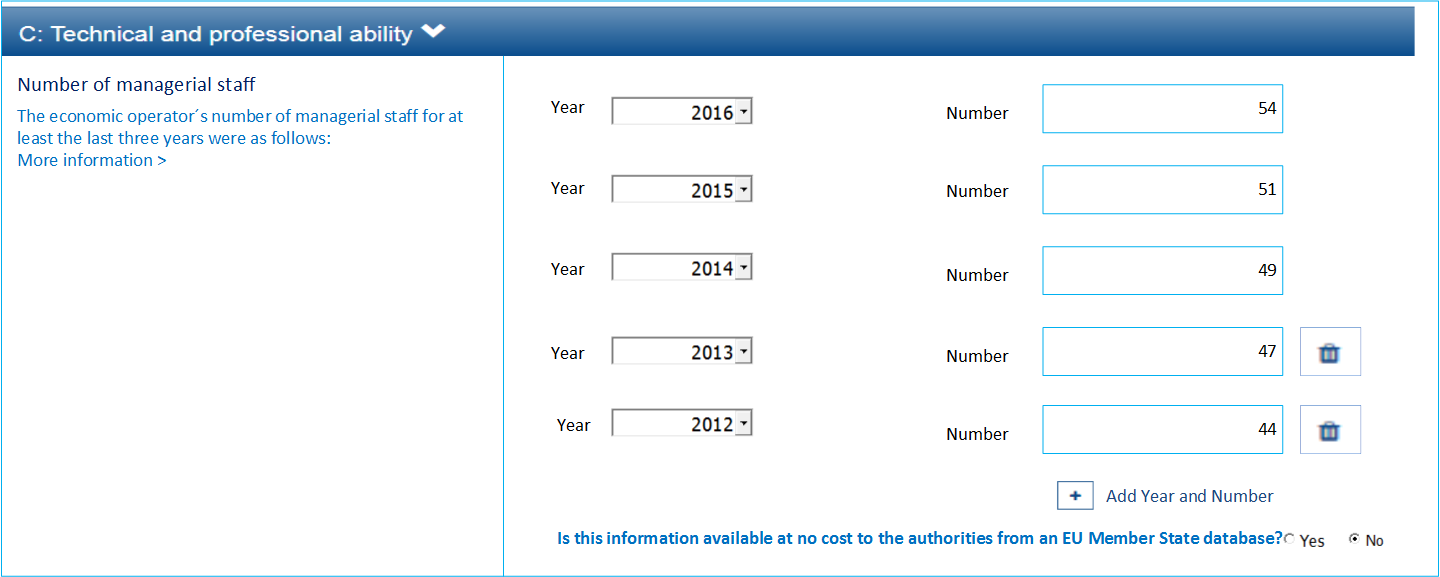 C: Technical and professional ability
Number of managerial staff
The economic operator´s number of managerial staff for at
least the last three years were as follows:
More information >
Year 2016 Number 54
Year 2015 Number 51
Year 2014 Number 49
Year 2013 Number 47
Year 2012 Number 44
+ Add Year and Number
Is this information available at no cost to the authorities from an EU Member State database? Yes No